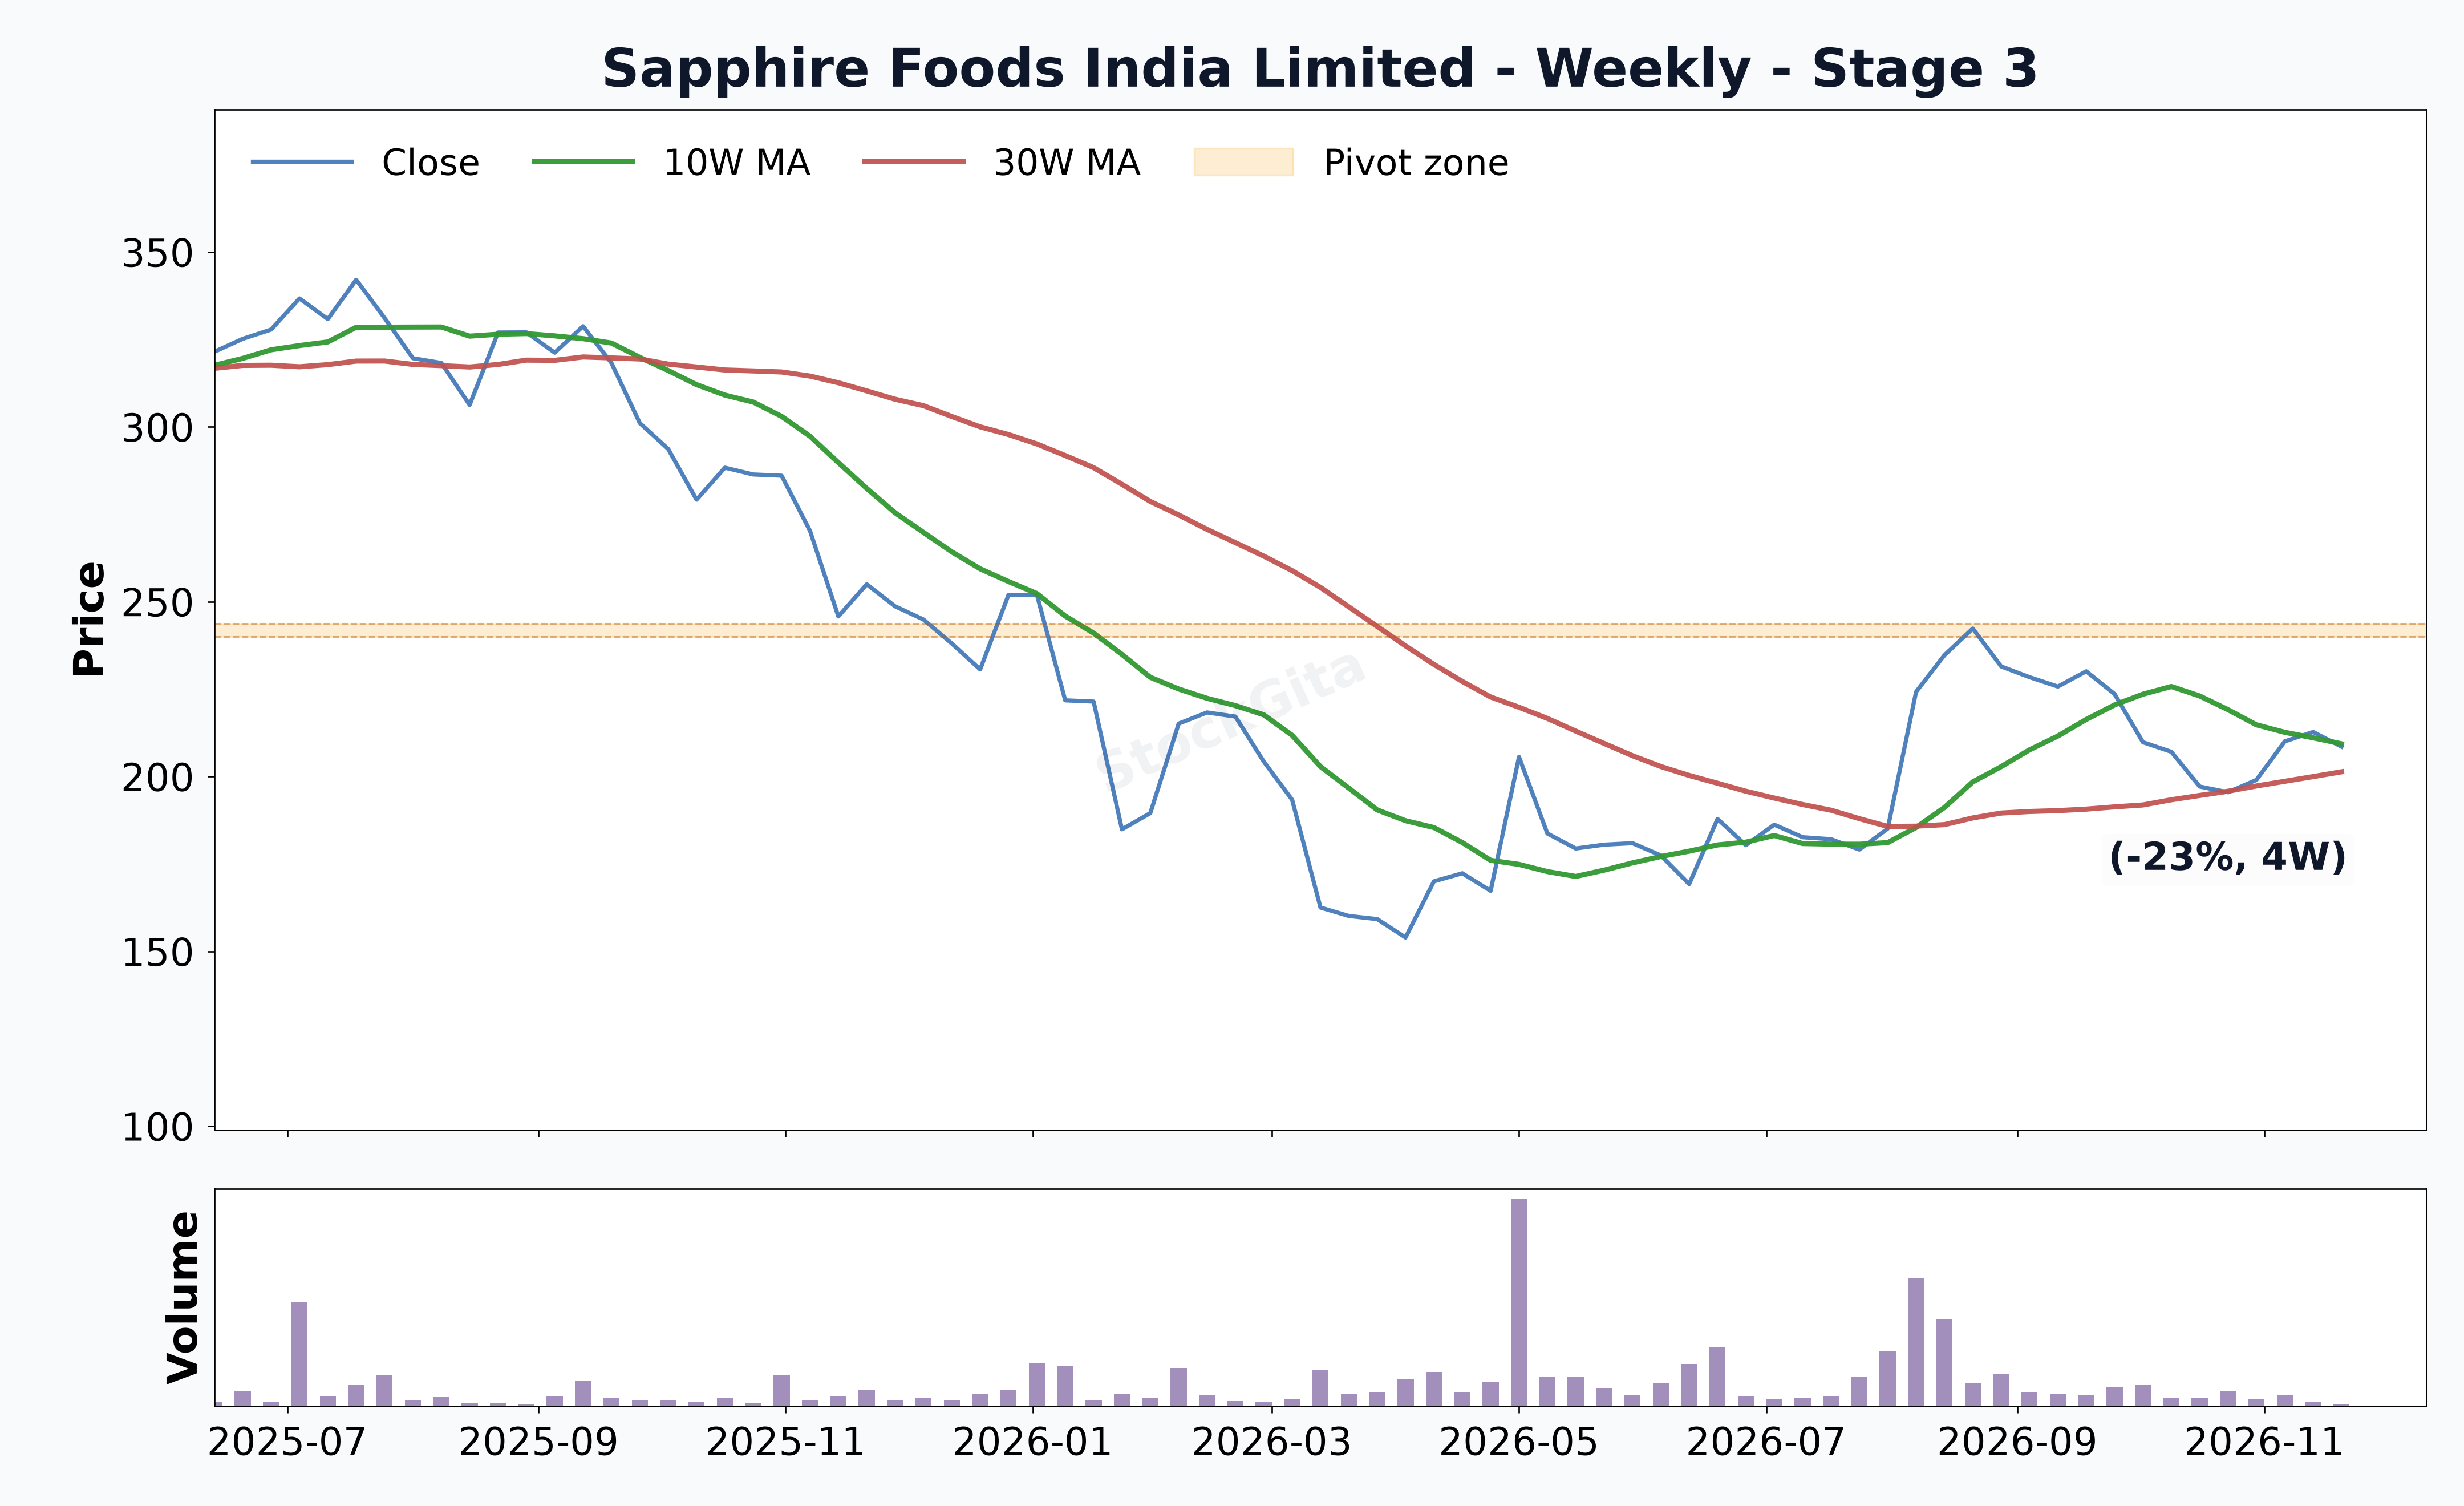 Sapphire Foods India Limited - Weekly - Stage 3
Close 10W MA 30W MA Pivot zone
350
300
250
200
150
100
Price
StockGita
(-23%, 4W)
Volume
2025-07 2025-09 2025-11 2026-01 2026-03 2026-05 2026-07 2026-09 2026-11